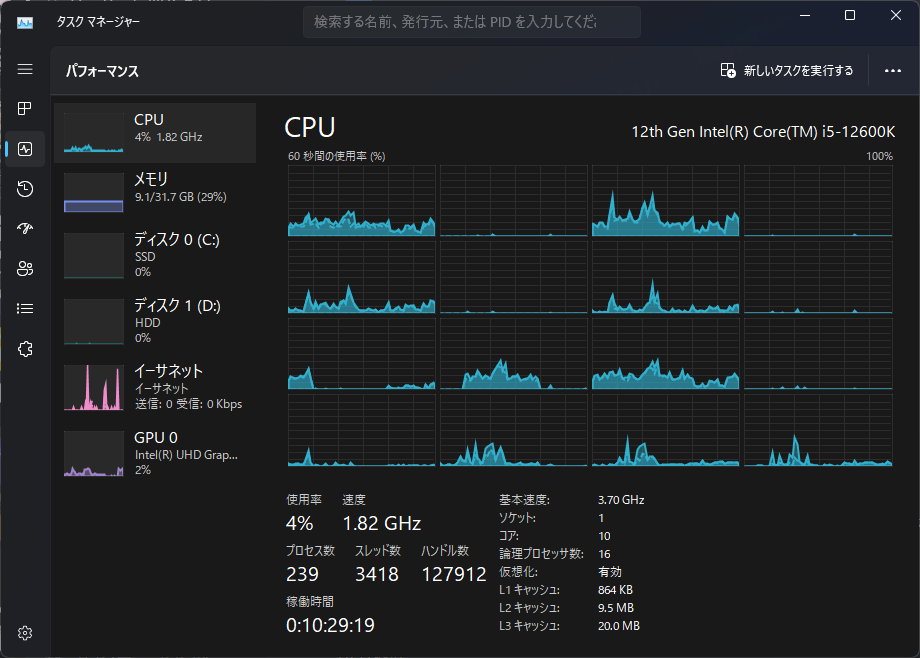 タスク マネージャー
検索する名前、発行元、または PID を入力してくだ
パフォーマンス
新しいタスクを実行する
CPU
4% 1.82 GHz
メモリ
9.1/31.7 GB (29%)
ディスク 0 (C:)
SSD
0%
ディスク 1 (D:)
HDD
0%
イーサネット
イーサネット
送信: 0 受信: 0 Kbps
GPU 0
Intel(R) UHD Grap...
2%
CPU
12th Gen Intel(R) Core(TM) i5-12600K
60 秒間の使用率 (%)
100%
使用率 速度
4% 1.82 GHz
プロセス数 スレッド数 ハンドル数
239 3418 127912
稼働時間
0:10:29:19
基本速度: 3.70 GHz
ソケット: 1
コア: 10
論理プロセッサ数: 16
仮想化: 有効
L1 キャッシュ: 864 KB
L2 キャッシュ: 9.5 MB
L3 キャッシュ: 20.0 MB